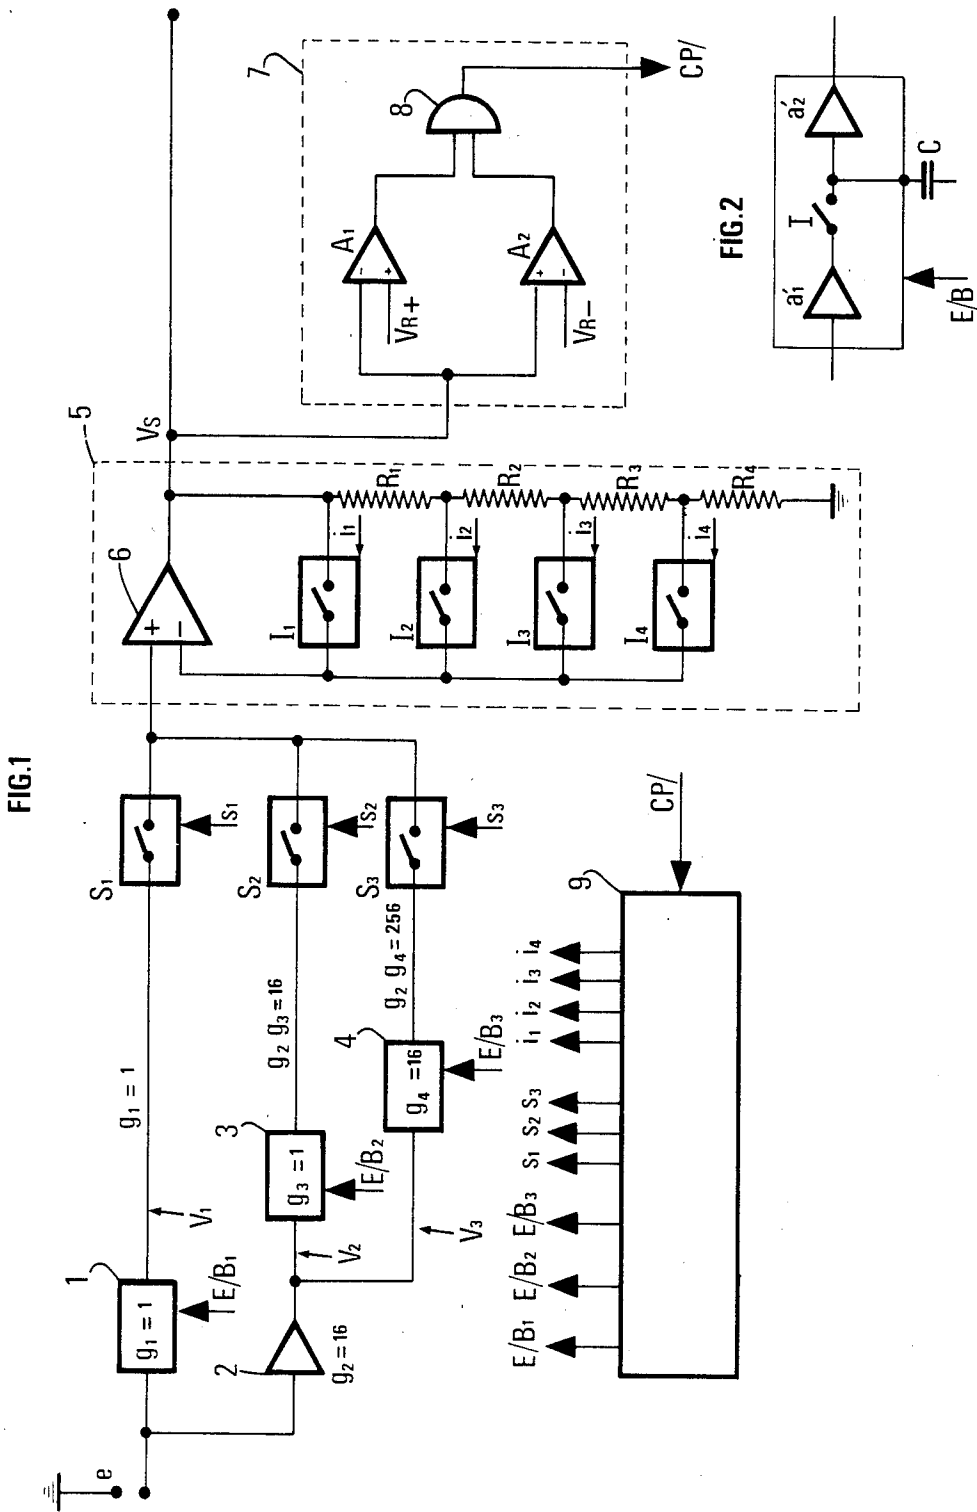 FIG.1
e
1
g₁ = 1
E/B₁
V₁
g₁ = 1
S₁
s₁
2
g₂ = 16
V₂
3
g₃ = 1
E/B₂
g₂ g₃ = 16
S₂
s₂
V₃
4
g₄ = 16
E/B₃
g₂ g₄ = 256
S₃
s₃
5
6
+
−
I₁
i₁
R₁
I₂
i₂
R₂
I₃
i₃
R₃
I₄
i₄
R₄
VS
7
A₁
-
+
VR+
A₂
+
-
VR−
8
CP/
E/B₁ E/B₂ E/B₃ S₁ S₂ S₃ i₁ i₂ i₃ i₄
9
CP/
FIG.2
a'₁
I
a'₂
C
E/B